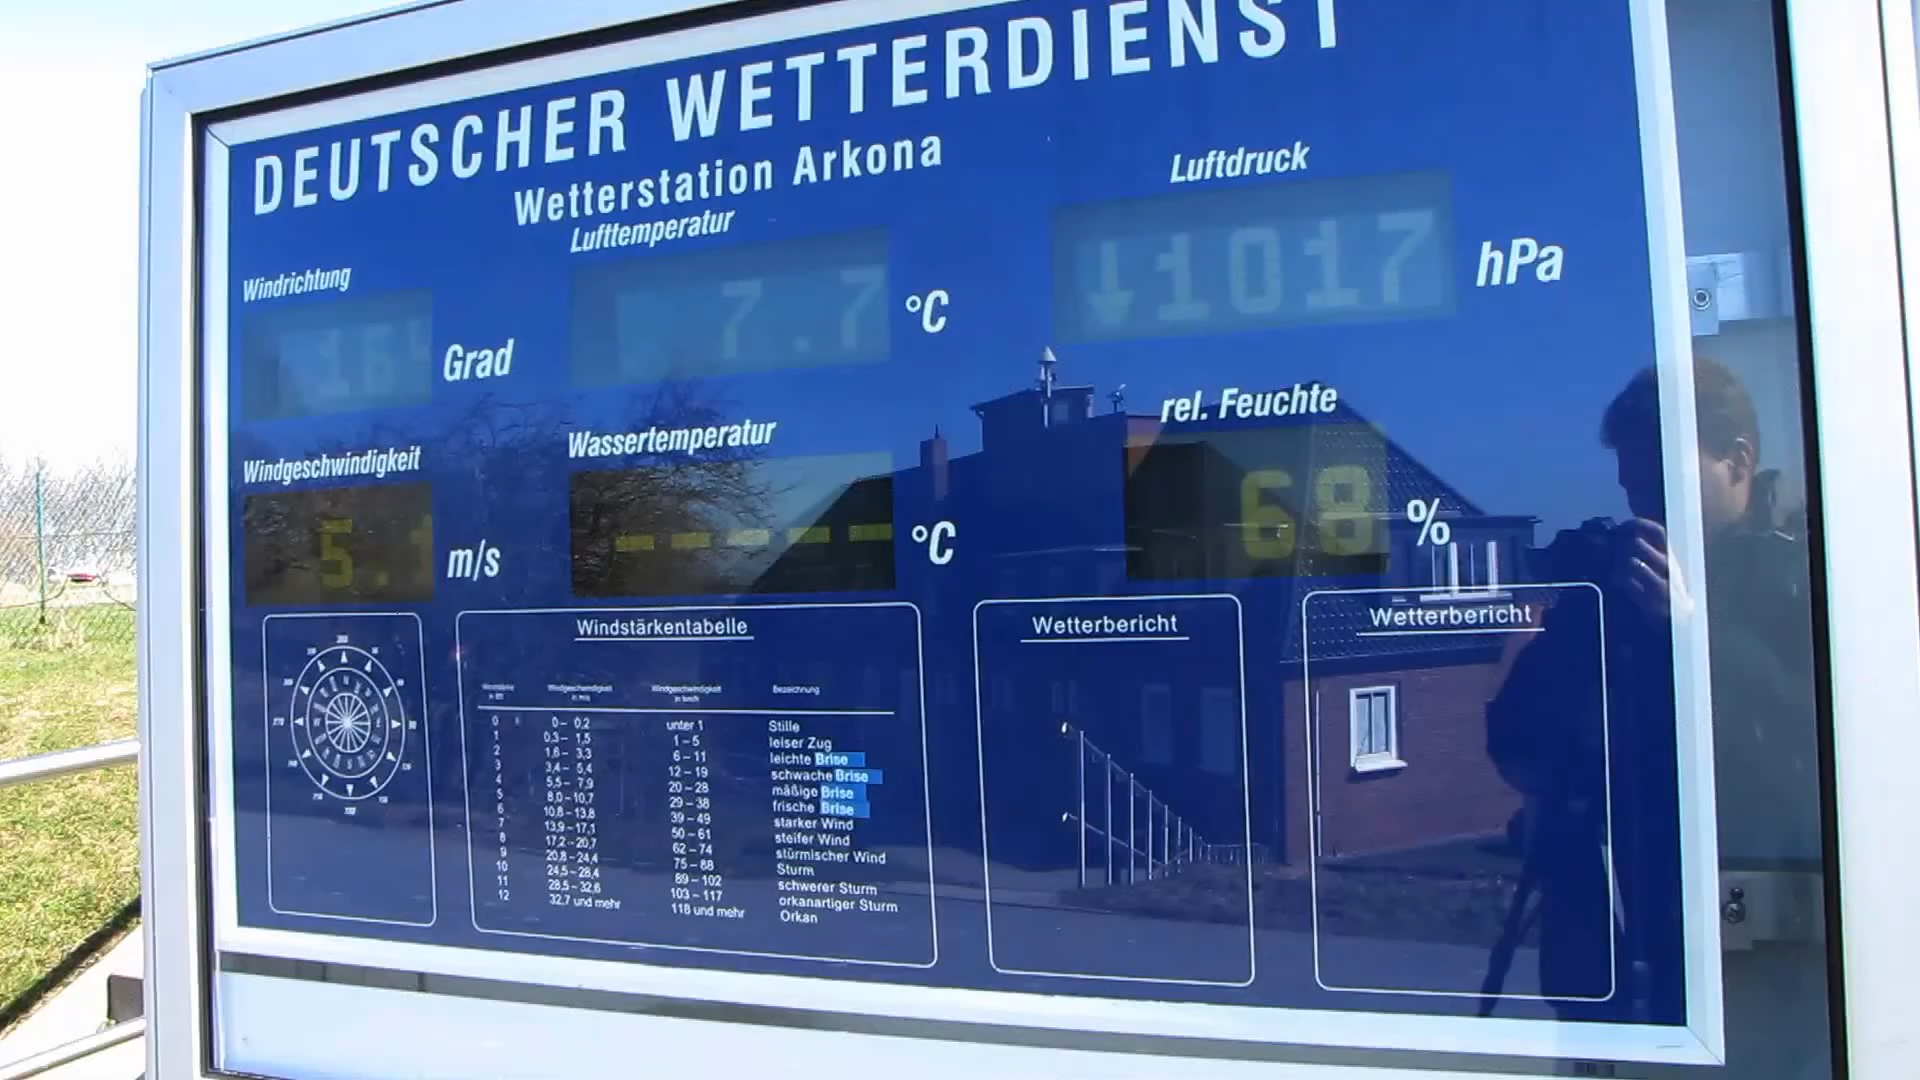 DEUTSCHER WETTERDIENST
Wetterstation Arkona
Windrichtung
Grad
Lufttemperatur
7.7 °C
Luftdruck
↓1017 hPa
Windgeschwindigkeit
m/s
Wassertemperatur
----- °C
rel. Feuchte
68 %
Windstärkentabelle
Windgeschwindigkeit in m/s Windgeschwindigkeit in km/h Bezeichnung
0 0 – 0,2 unter 1 Stille
1 0,3 – 1,5 1 – 5 leiser Zug
2 1,6 – 3,3 6 – 11 leichte Brise
3 3,4 – 5,4 12 – 19 schwache Brise
4 5,5 – 7,9 20 – 28 mäßige Brise
5 8,0 – 10,7 29 – 38 frische Brise
6 10,8 – 13,8 39 – 49 starker Wind
7 13,9 – 17,1 50 – 61 steifer Wind
8 17,2 – 20,7 62 – 74 stürmischer Wind
9 20,8 – 24,4 75 – 88 Sturm
10 24,5 – 28,4 89 – 102 schwerer Sturm
11 28,5 – 32,6 103 – 117 orkanartiger Sturm
12 32,7 und mehr 118 und mehr Orkan
Wetterbericht
Wetterbericht